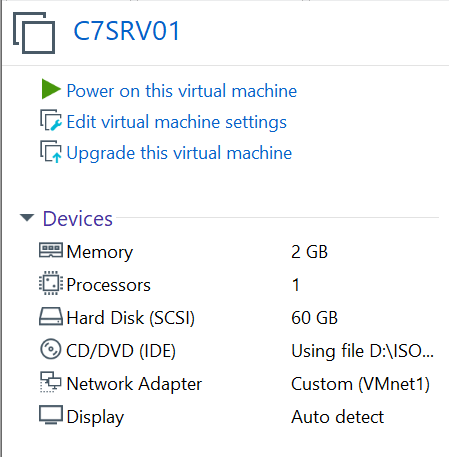 C7SRV01
Power on this virtual machine
Edit virtual machine settings
Upgrade this virtual machine
Devices
Memory 2 GB
Processors 1
Hard Disk (SCSI) 60 GB
CD/DVD (IDE) Using file D:\ISO...
Network Adapter Custom (VMnet1)
Display Auto detect